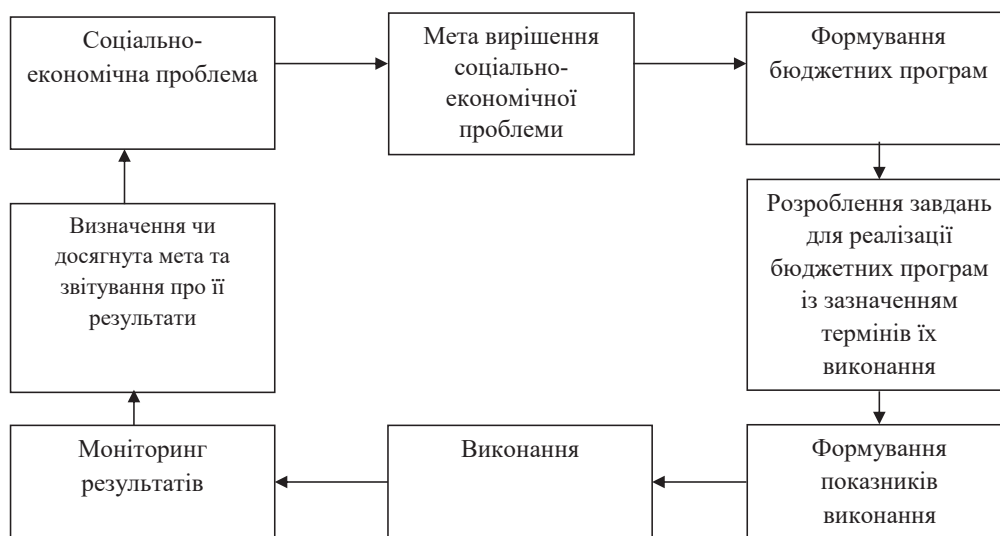 Соціально-
економічна проблема
Мета вирішення
соціально-
економічної
проблеми
Формування
бюджетних програм
Розроблення завдань
для реалізації
бюджетних програм
із зазначенням
термінів їх
виконання
Формування
показників
виконання
Виконання
Моніторинг
результатів
Визначення чи
досягнута мета та
звітування про її
результати